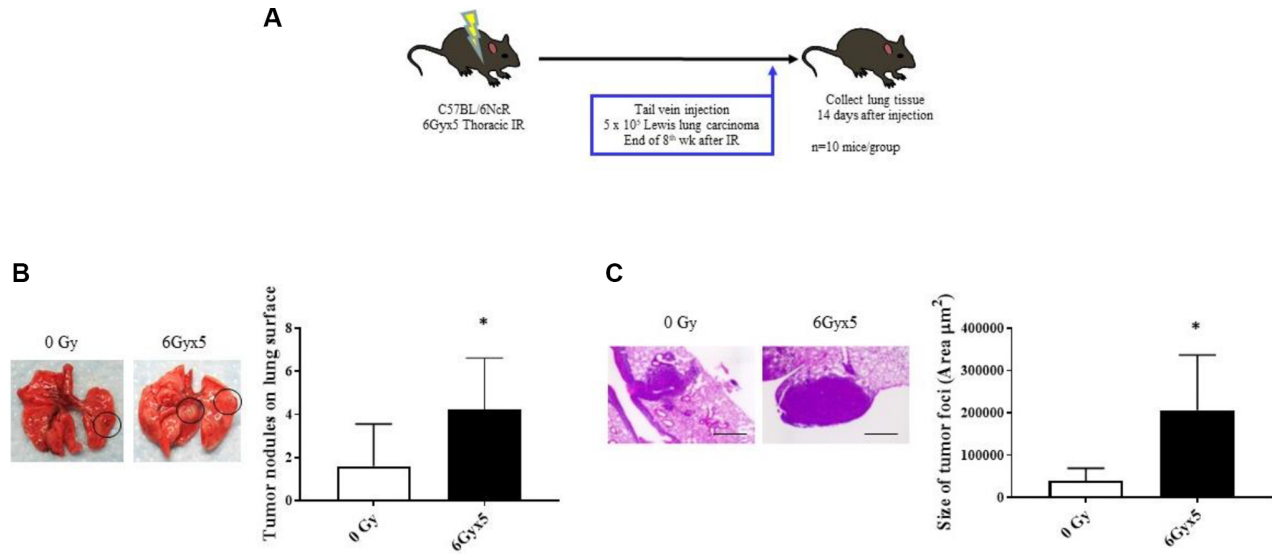 A
C57BL/6NcR
6Gyx5 Thoracic IR
Tail vein injection
5 x 10⁵ Lewis lung carcinoma
End of 8th wk after IR
Collect lung tissue
14 days after injection
n=10 mice/group
B
0 Gy
6Gyx5
Tumor nodules on lung surface
8
6
4
2
0
*
0 Gy
6Gyx5
C
0 Gy
6Gyx5
Size of tumor foci (Area µm²)
400000
300000
200000
100000
0
*
0 Gy
6Gyx5